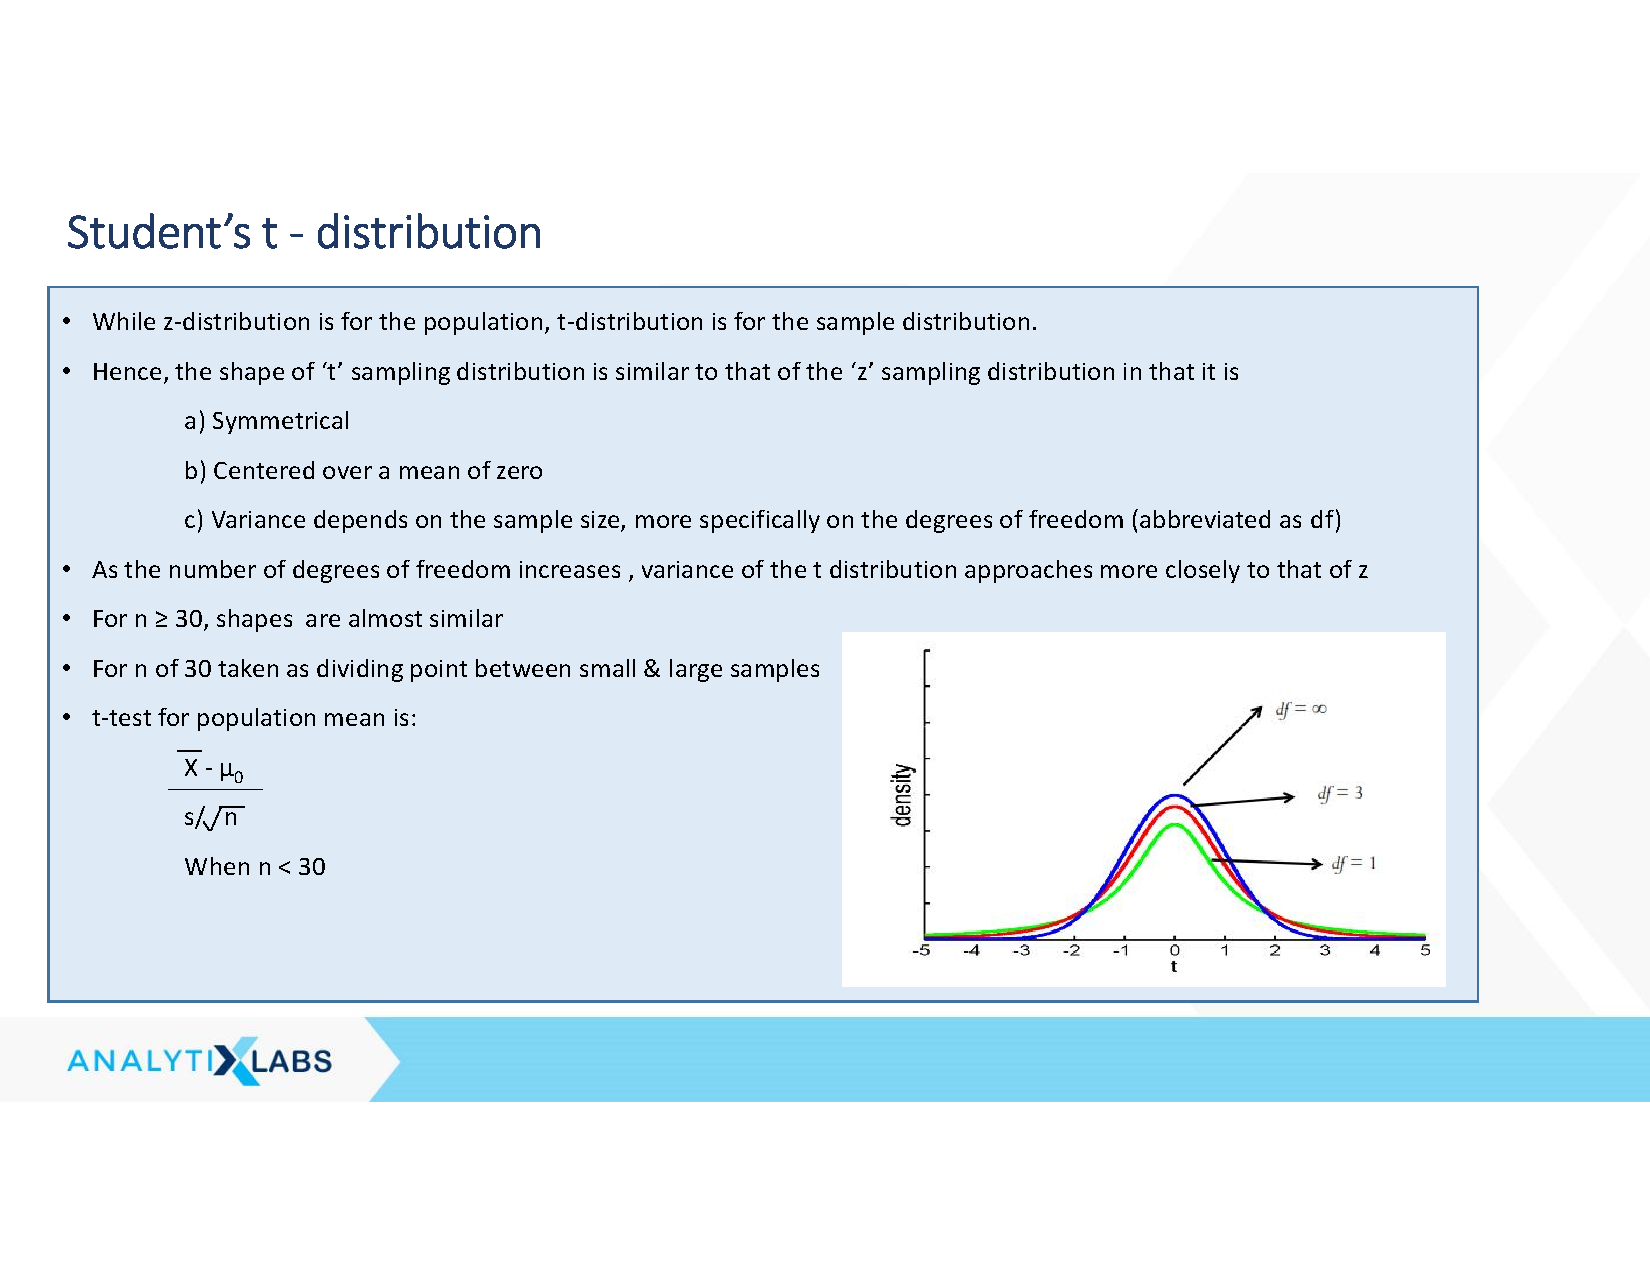 Student’s t - distribution
• While z-distribution is for the population, t-distribution is for the sample distribution.
• Hence, the shape of ‘t’ sampling distribution is similar to that of the ‘z’ sampling distribution in that it is
a) Symmetrical
b) Centered over a mean of zero
c) Variance depends on the sample size, more specifically on the degrees of freedom (abbreviated as df)
• As the number of degrees of freedom increases , variance of the t distribution approaches more closely to that of z
• For n ≥ 30, shapes  are almost similar
• For n of 30 taken as dividing point between small & large samples
• t-test for population mean is:
X̅ - µ₀
s/√n
When n < 30
density
df = ∞
df = 3
df = 1
-5 -4 -3 -2 -1 0 1 2 3 4 5
t
ANALYTIXLABS